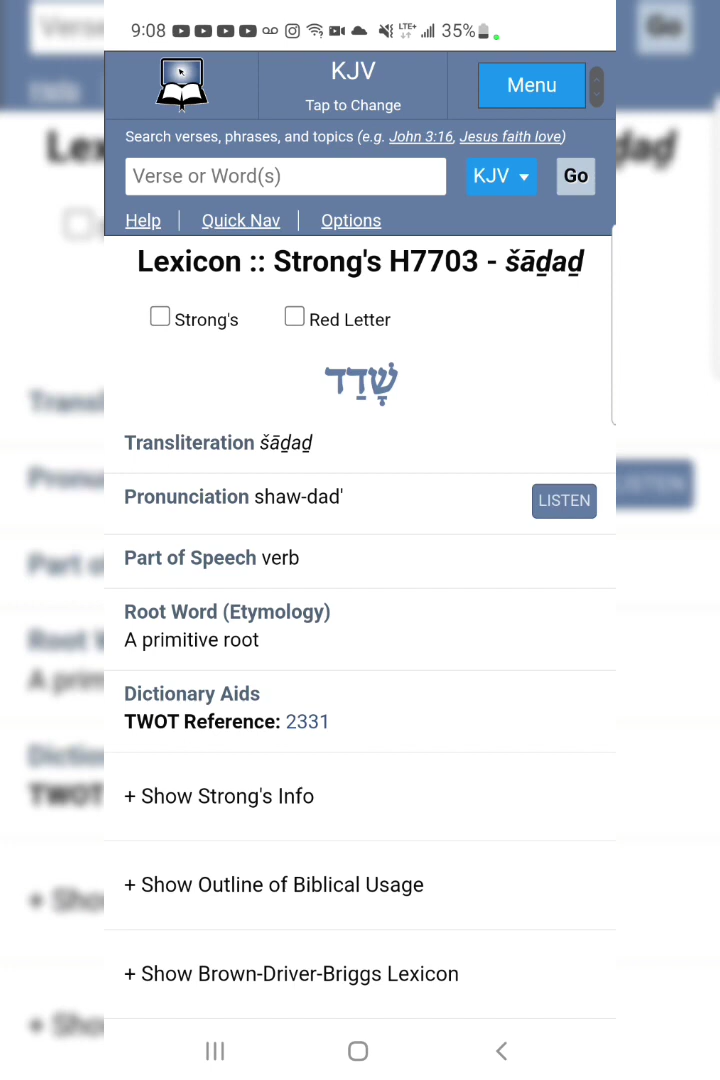 9:08 LTE+ 35%
KJV
Tap to Change
Menu
Search verses, phrases, and topics (e.g. John 3:16, Jesus faith love)
Verse or Word(s)
KJV
Go
Help
Quick Nav
Options
Lexicon :: Strong's H7703 - šāḏaḏ
Strong's
Red Letter
שָׁדַד
Transliteration šāḏaḏ
Pronunciation shaw-dad'
LISTEN
Part of Speech verb
Root Word (Etymology)
A primitive root
Dictionary Aids
TWOT Reference: 2331
+ Show Strong's Info
+ Show Outline of Biblical Usage
+ Show Brown-Driver-Briggs Lexicon